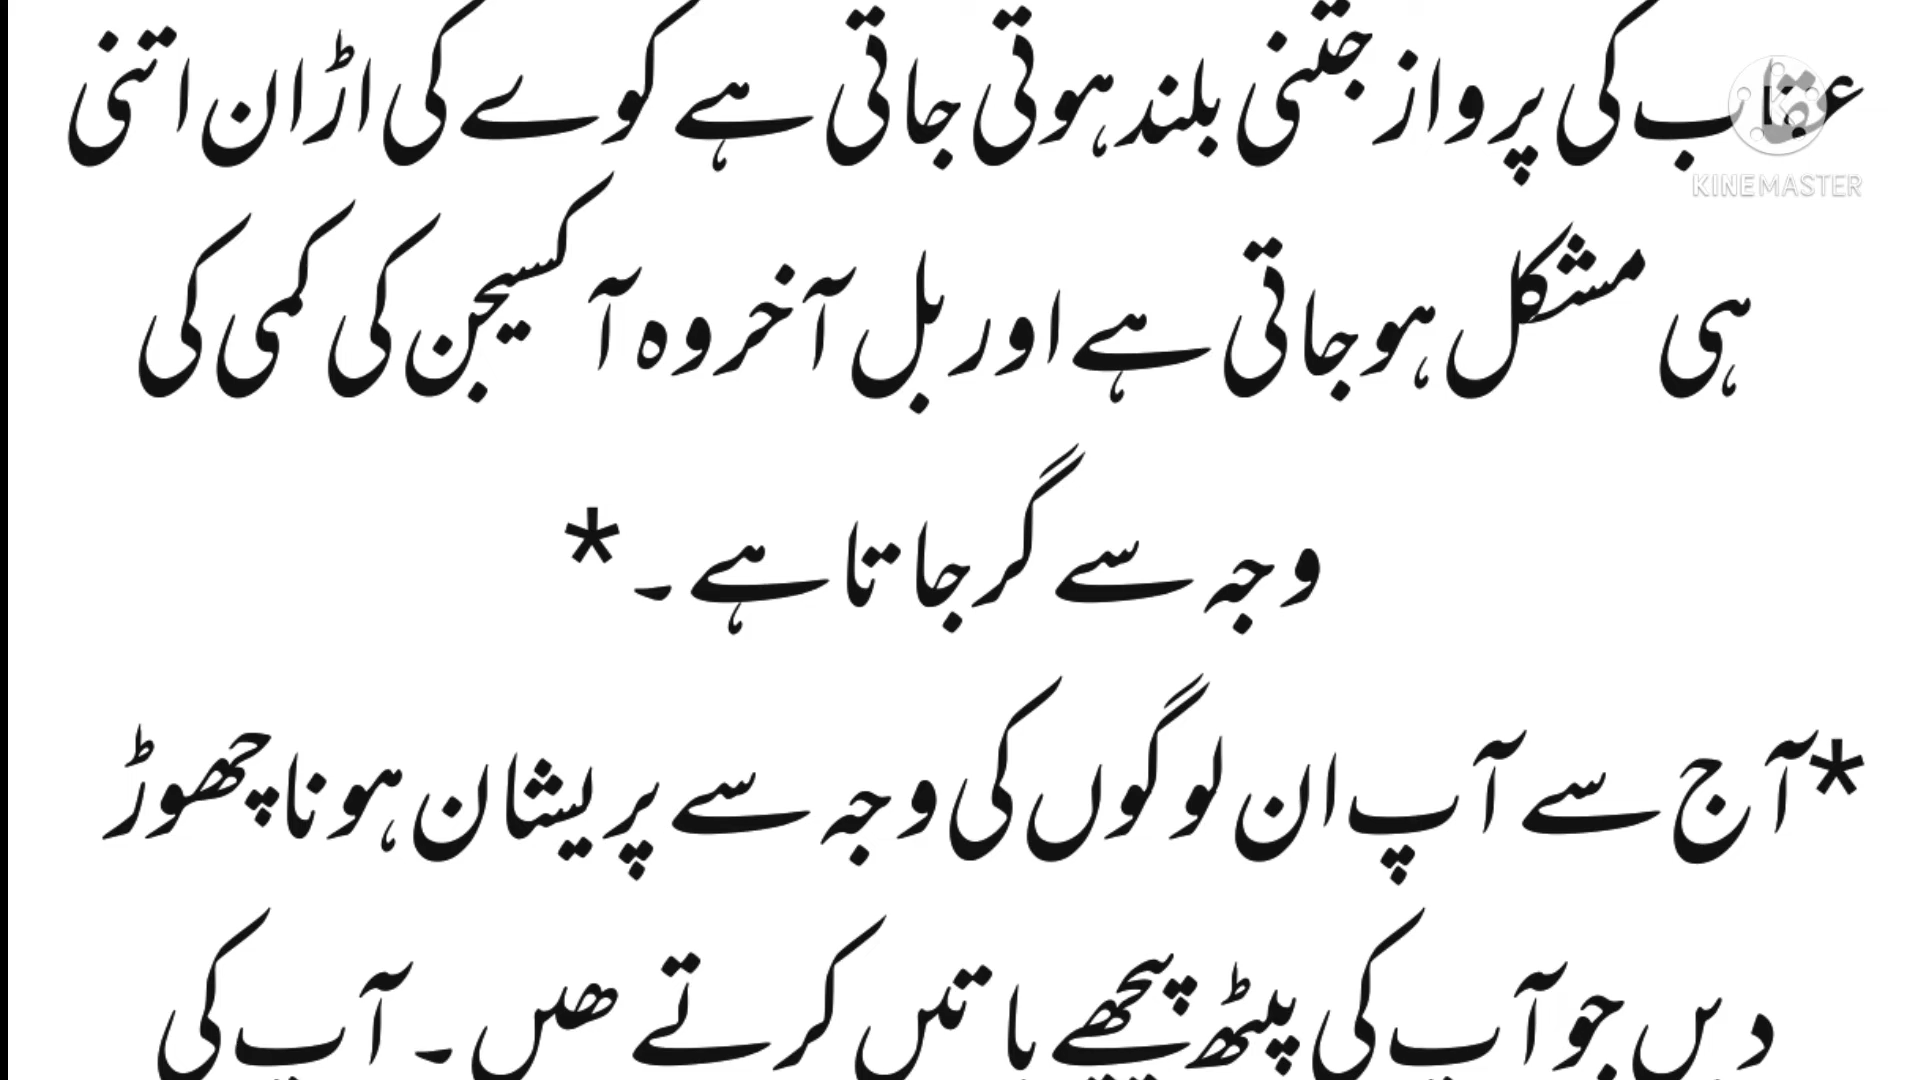 عقاب کی پرواز جتنی بلند ہوتی جاتی ہے کوے کی اڑان اتنی
KINEMASTER
ہی مشکل ہو جاتی ہے اور بل آخر وہ آکسیجن کی کمی کی
وجہ سے گر جاتا ہے ۔*
*آج سے آپ ان لوگوں کی وجہ سے پریشان ہونا چھوڑ
دیں جو آپ کی پیٹھ پیچھے باتیں کرتے ھیں ۔ آپ کی